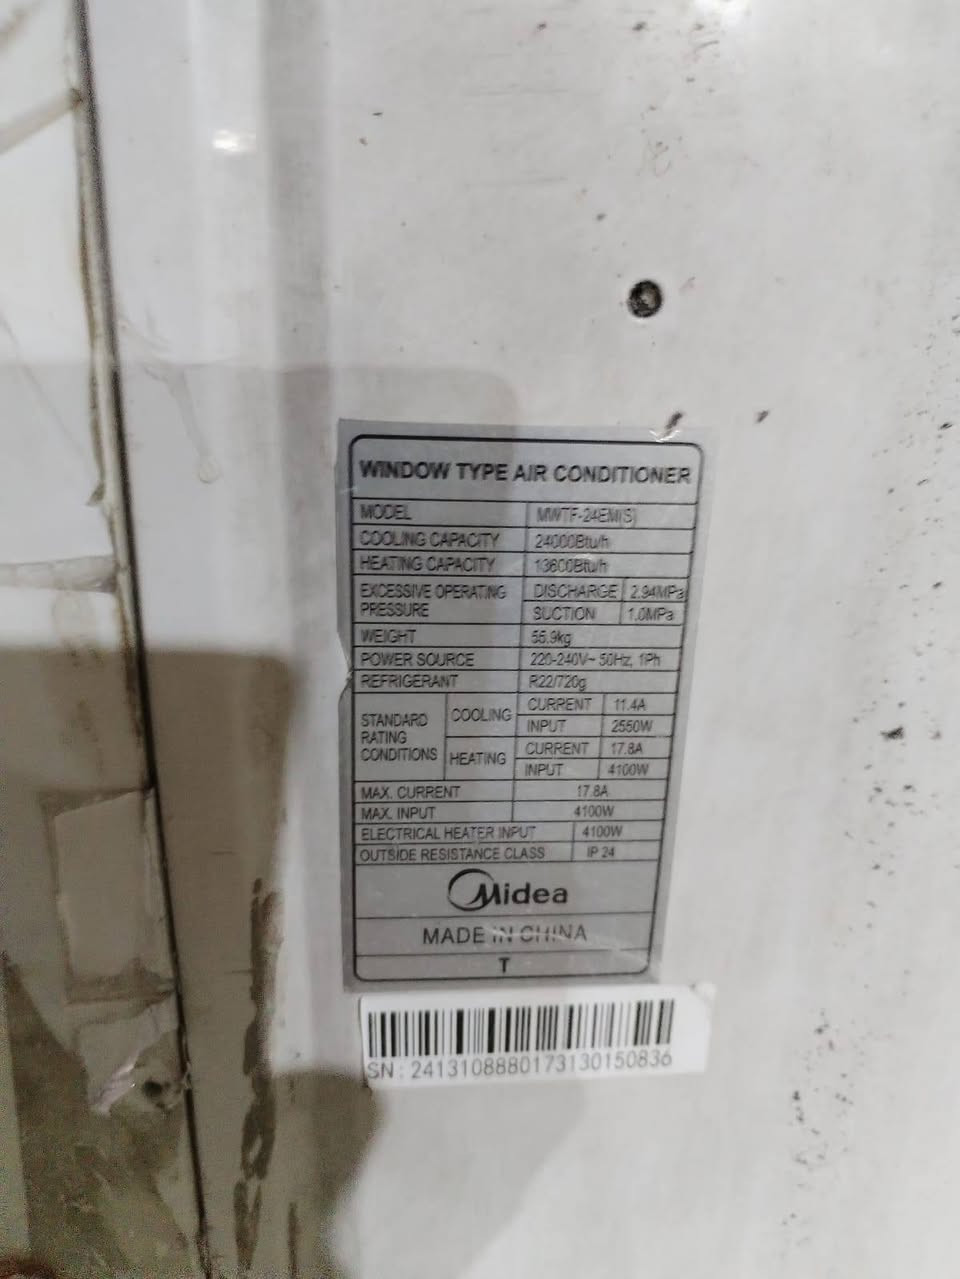 WINDOW TYPE AIR CONDITIONER
MODEL MWTF-24EM(S)
COOLING CAPACITY 24000Btu/h
HEATING CAPACITY 13600Btu/h
EXCESSIVE OPERATING PRESSURE DISCHARGE 2.94MPa
SUCTION 1.0MPa
WEIGHT 55.9kg
POWER SOURCE 220-240V~ 50Hz, 1Ph
REFRIGERANT R22/720g
STANDARD RATING CONDITIONS COOLING CURRENT 11.4A
INPUT 2550W
HEATING CURRENT 17.8A
INPUT 4100W
MAX. CURRENT 17.8A
MAX. INPUT 4100W
ELECTRICAL HEATER INPUT 4100W
OUTSIDE RESISTANCE CLASS IP 24
Midea
MADE IN CHINA
T
SN : 2413108880173130150836